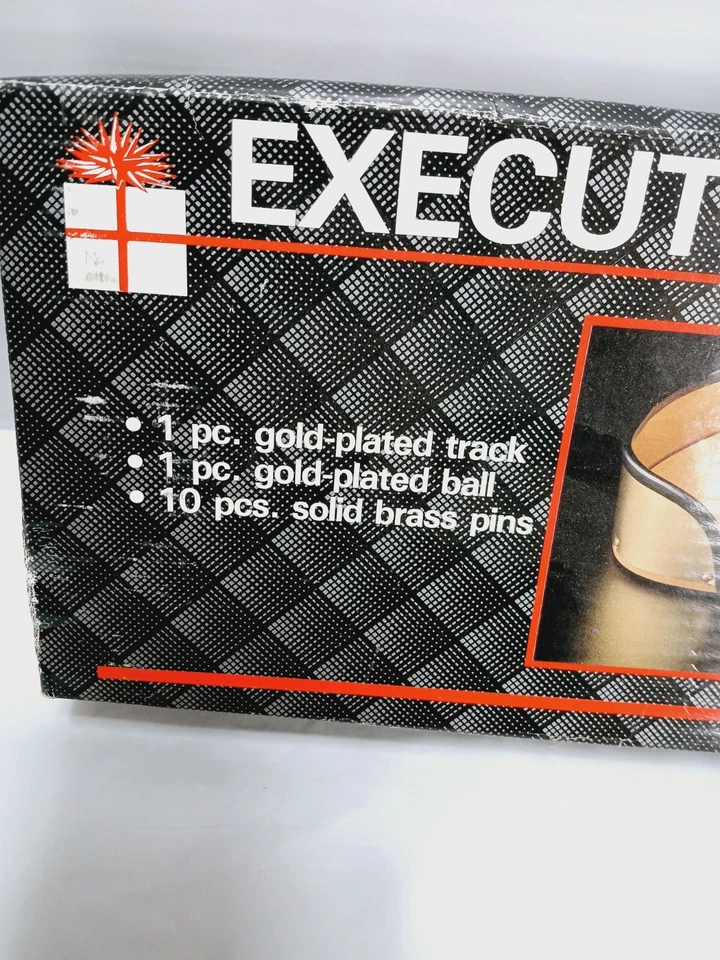 EXECUT
• 1 pc. gold-plated track
• 1 pc. gold-plated ball
• 10 pcs. solid brass pins